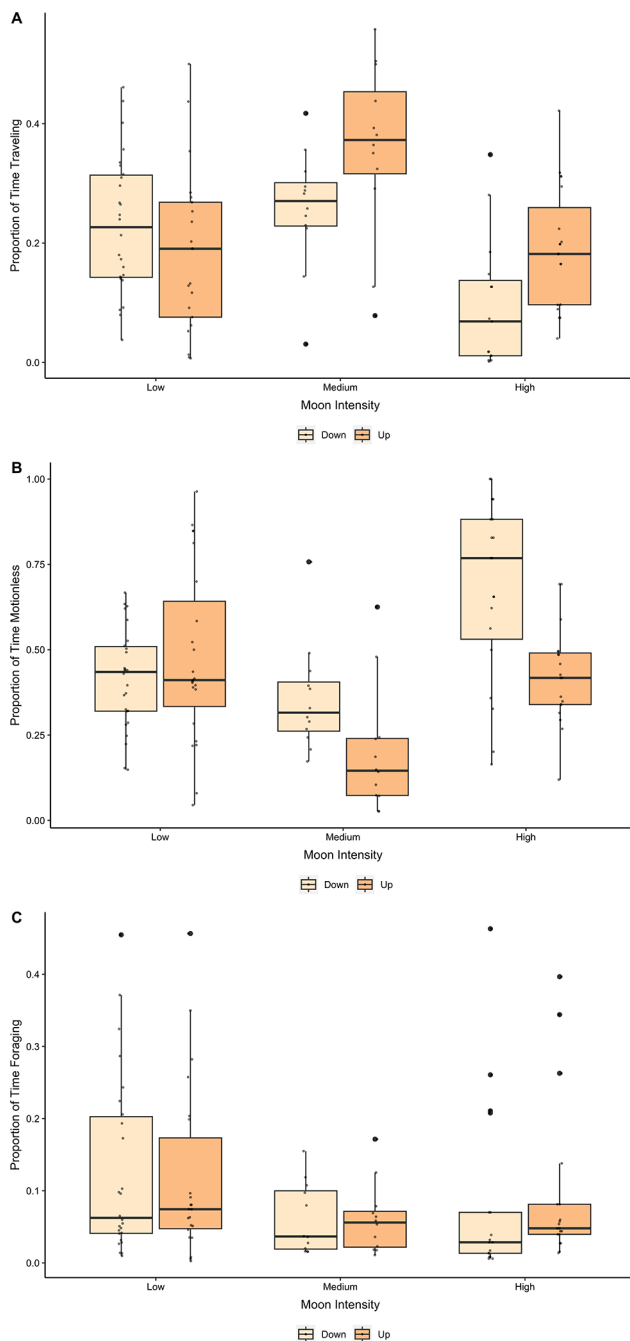 A
Proportion of Time Traveling
0.4
0.2
0.0
Low Medium High
Moon Intensity
Down Up
B
Proportion of Time Motionless
1.00
0.75
0.50
0.25
0.00
Low Medium High
Moon Intensity
Down Up
C
Proportion of Time Foraging
0.4
0.3
0.2
0.1
0.0
Low Medium High
Moon Intensity
Down Up